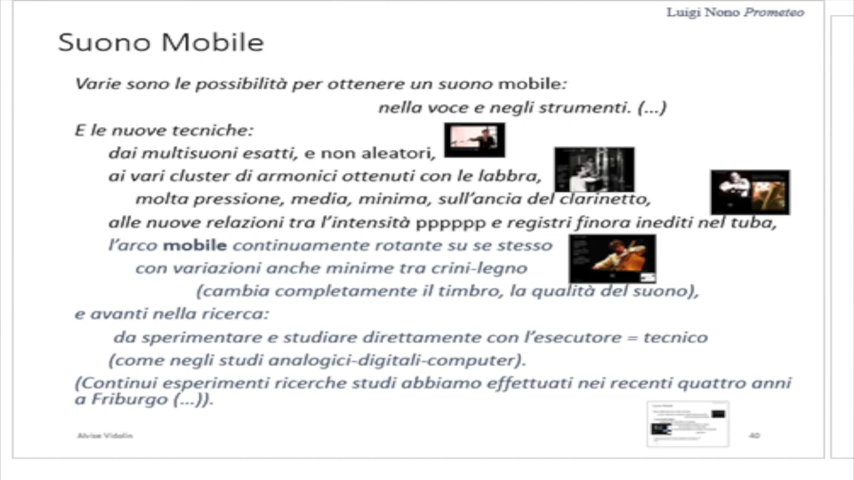 Luigi Nono Prometeo
Suono Mobile
Varie sono le possibilità per ottenere un suono mobile:
nella voce e negli strumenti. (...)
E le nuove tecniche:
dai multisuoni esatti, e non aleatori,
ai vari cluster di armonici ottenuti con le labbra,
molta pressione, media, minima, sull'ancia del clarinetto,
alle nuove relazioni tra l'intensità pppppp e registri finora inediti nel tuba,
l'arco mobile continuamente rotante su se stesso
con variazioni anche minime tra crini-legno
(cambia completamente il timbro, la qualità del suono),
e avanti nella ricerca:
da sperimentare e studiare direttamente con l'esecutore = tecnico
(come negli studi analogici-digitali-computer).
(Continui esperimenti ricerche studi abbiamo effettuati nei recenti quattro anni
a Friburgo (...)).
Alvise Vidolin
40